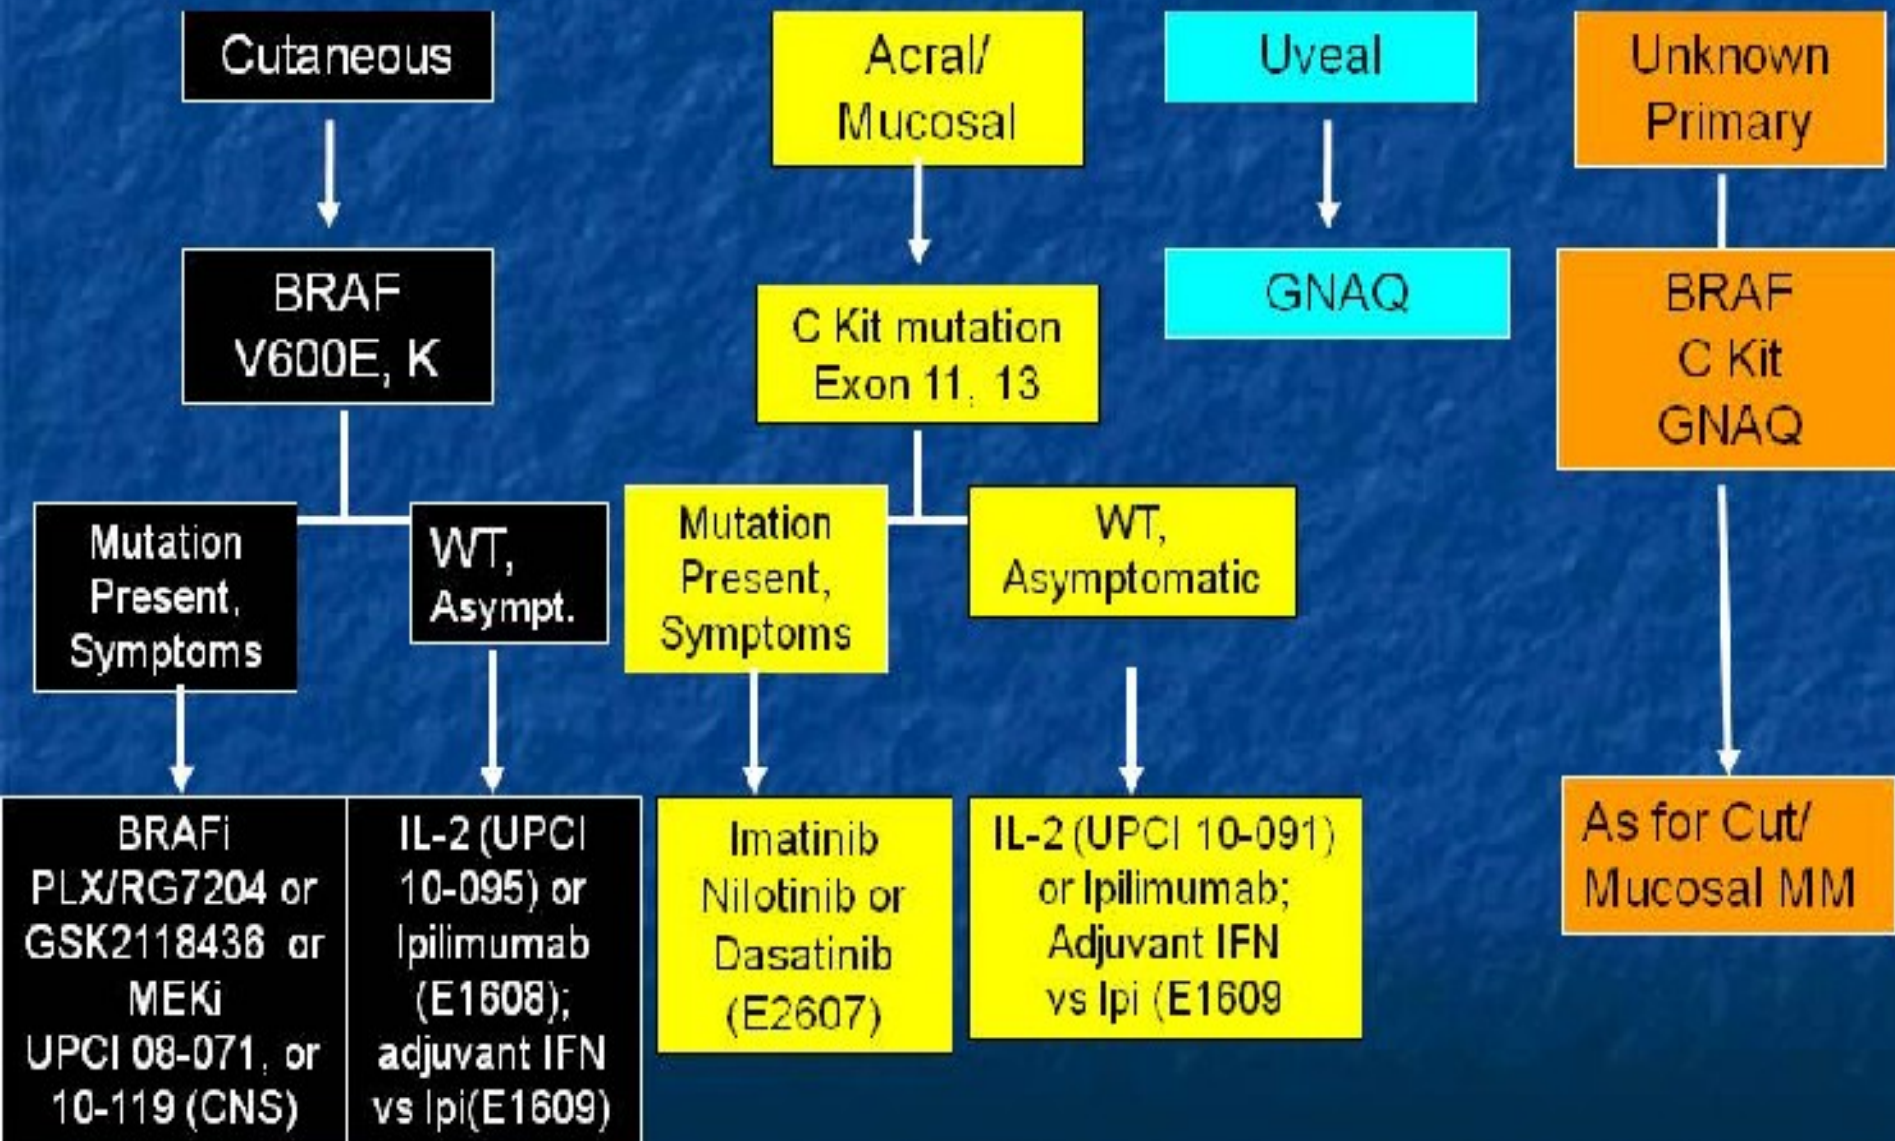 Cutaneous
Acral/
Mucosal
Uveal
Unknown
Primary
BRAF
V600E, K
C Kit mutation
Exon 11, 13
GNAQ
BRAF
C Kit
GNAQ
Mutation
Present,
Symptoms
WT,
Asympt.
Mutation
Present,
Symptoms
WT,
Asymptomatic
BRAFi
PLX/RG7204 or
GSK2118436 or
MEKi
UPCI 08-071, or
10-119 (CNS)
IL-2 (UPCI
10-095) or
Ipilimumab
(E1608);
adjuvant IFN
vs Ipi(E1609)
Imatinib
Nilotinib or
Dasatinib
(E2607)
IL-2 (UPCI 10-091)
or Ipilimumab;
Adjuvant IFN
vs Ipi (E1609
As for Cut/
Mucosal MM